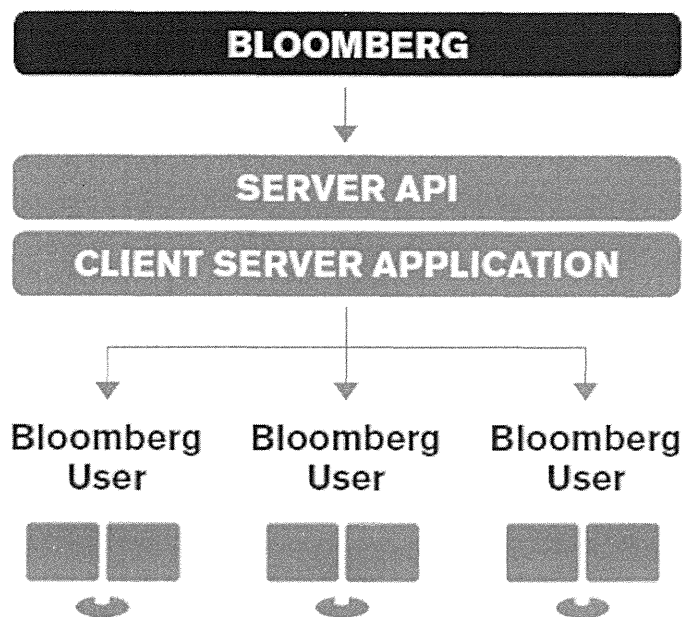 BLOOMBERG
SERVER API
CLIENT SERVER APPLICATION
Bloomberg Bloomberg Bloomberg
User User User